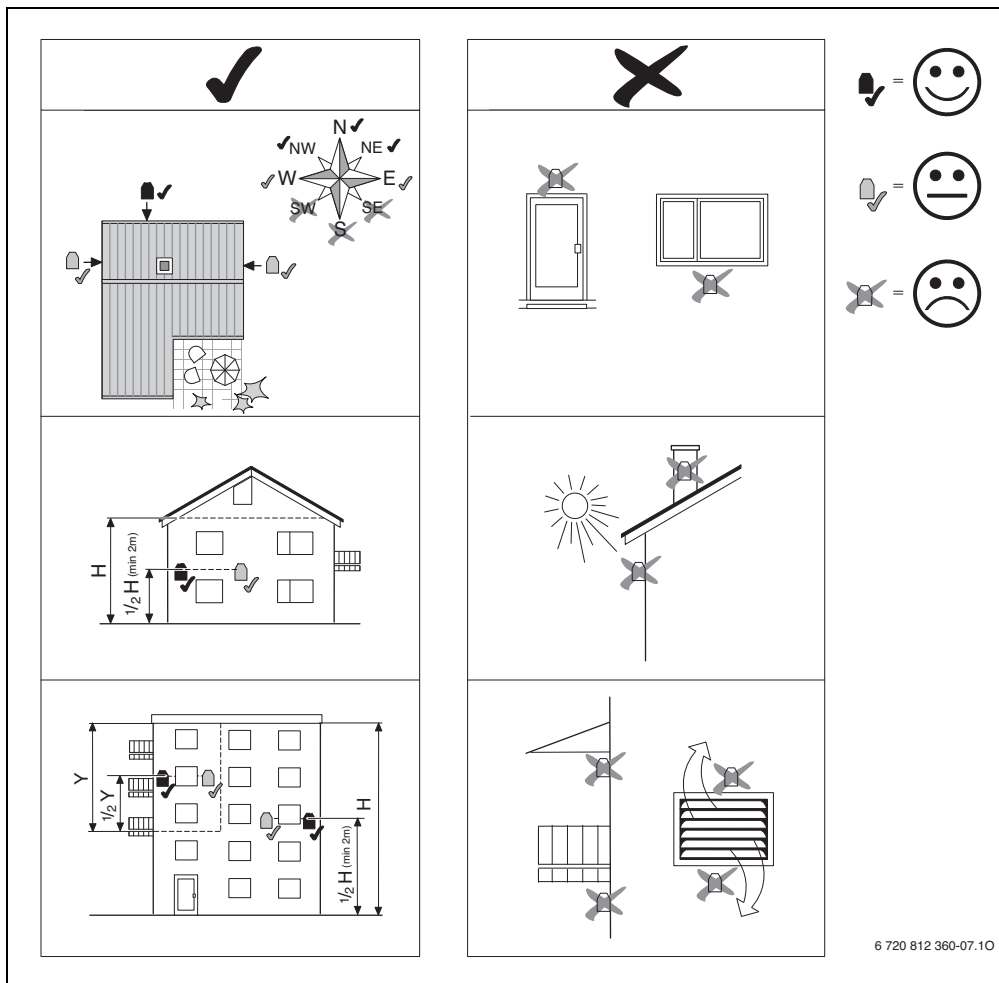 N
NW NE
W E
SW SE
S
= 
=
=
H
1/2 H (min 2m)
Y
1/2 Y
1/2 H (min 2m)
H
6 720 812 360-07.1O